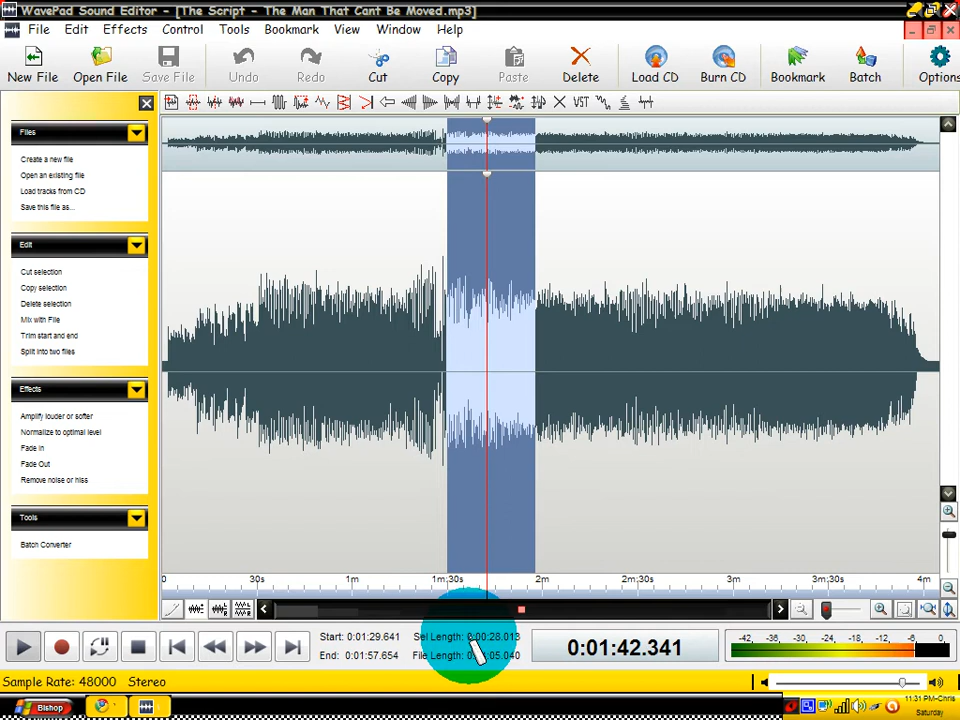 WavePad Sound Editor - [The Script - The Man That Cant Be Moved.mp3]
File Edit Effects Control Tools Bookmark View Window Help
New File Open File Save File Undo Redo Cut Copy Paste Delete Load CD Burn CD Bookmark Batch Options
VST
Files
Create a new file
Open an existing file
Load tracks from CD
Save this file as...
Edit
Cut selection
Copy selection
Delete selection
Mix with File
Trim start and end
Split into two files
Effects
Amplify louder or softer
Normalize to optimal level
Fade in
Fade Out
Remove noise or hiss
Tools
Batch Converter
0 30s 1m 1m:30s 2m 2m:30s 3m 3m:30s 4m
Start: 0:01:29.641 Sel Length: 0:00:28.013
End: 0:01:57.654 File Length: 05.040
0:01:42.341
-42 -36 -30 -24 -18 -12 -6 0
Sample Rate: 48000 Stereo
Bishop
11:31 PM-Chris
Saturday